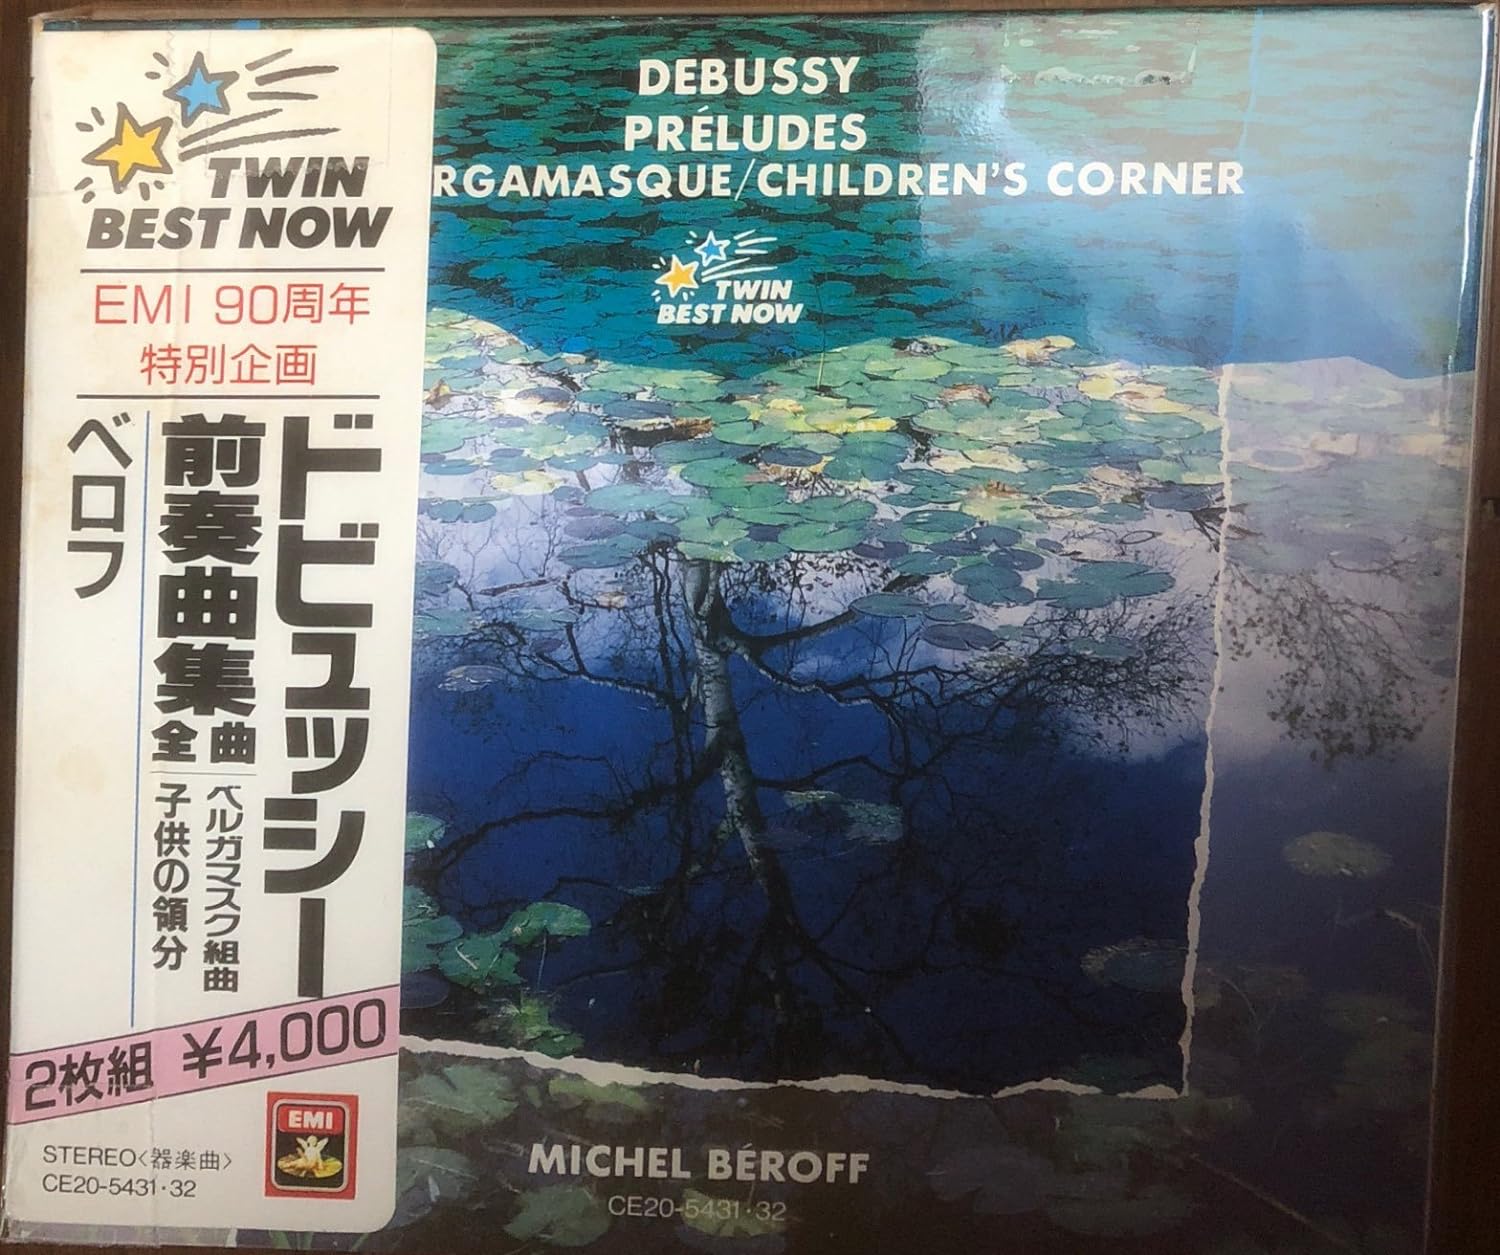 TWIN
BEST NOW
EMI 90周年
特別企画
ドビュッシー
前奏曲集
全曲
ベルガマスク組曲
子供の領分
ベロフ
2枚組 ¥4,000
EMI
STEREO〈器楽曲〉
CE20-5431・32
DEBUSSY
PRÉLUDES
RGAMASQUE/CHILDREN'S CORNER
TWIN
BEST NOW
MICHEL BÉROFF
CE20-5431・32